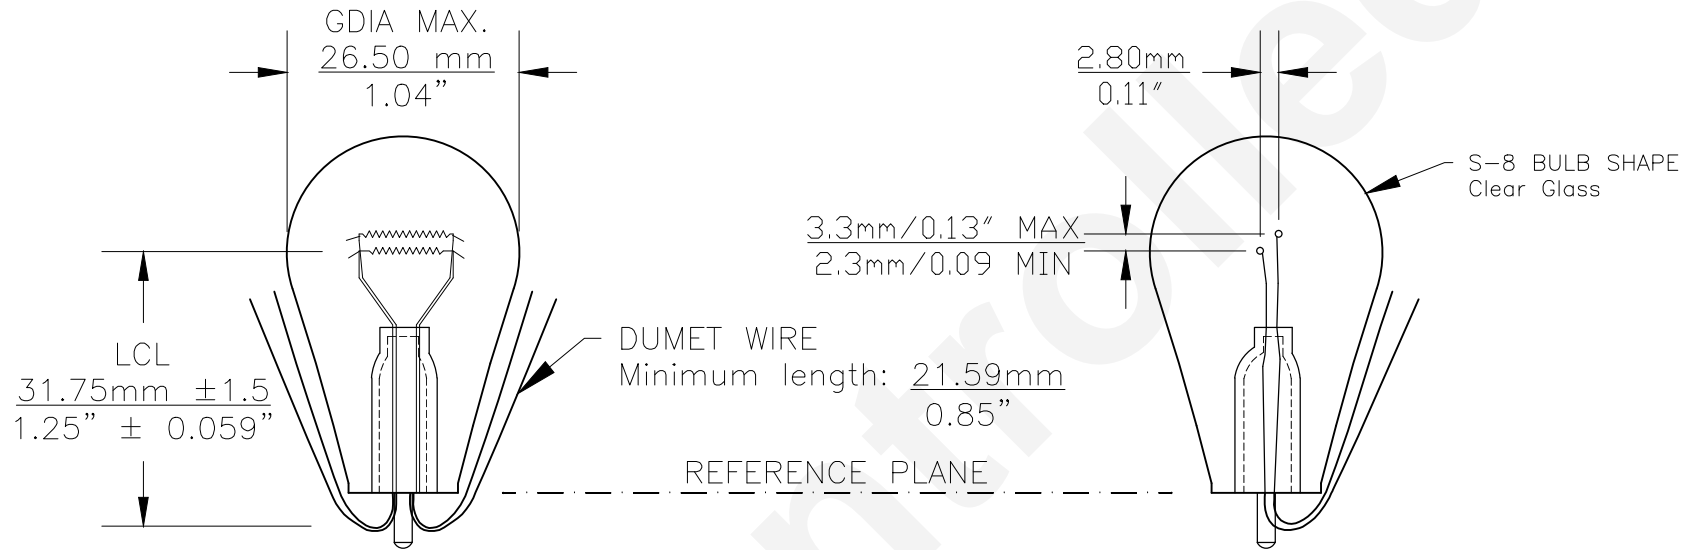 GDIA MAX.
26.50 mm
1.04”
2.80mm
0.11"
S-8 BULB SHAPE
Clear Glass
3.3mm/0.13" MAX
2.3mm/0.09 MIN
LCL
31.75mm ±1.5
1.25” ± 0.059”
DUMET WIRE
Minimum length: 21.59mm
0.85”
REFERENCE PLANE